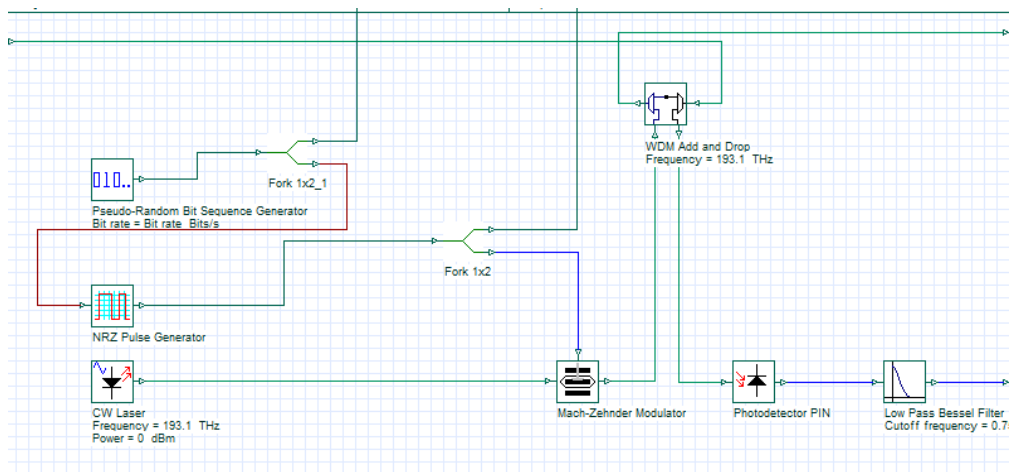 WDM Add and Drop
Frequency = 193.1 THz
010..
Fork 1x2_1
Pseudo-Random Bit Sequence Generator
Bit rate = Bit rate Bits/s
Fork 1x2
NRZ Pulse Generator
CW Laser
Frequency = 193.1 THz
Power = 0 dBm
Mach-Zehnder Modulator
Photodetector PIN
Low Pass Bessel Filter
Cutoff frequency = 0.7